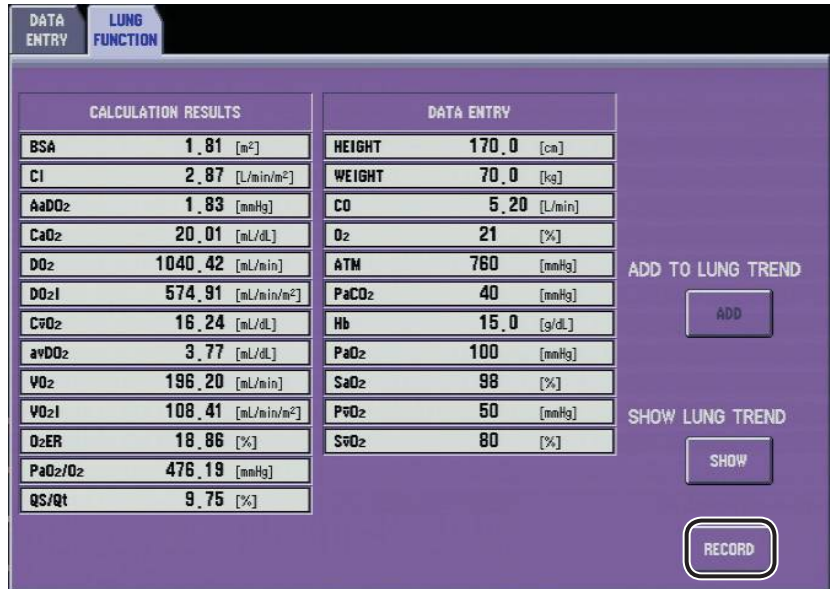 DATA ENTRY
LUNG FUNCTION
CALCULATION RESULTS
BSA 1.81 [m²]
CI 2.87 [L/min/m²]
AaDO₂ 1.83 [mmHg]
CaO₂ 20.01 [mL/dL]
DO₂ 1040.42 [mL/min]
DO₂I 574.91 [mL/min/m²]
Cv̄O₂ 16.24 [mL/dL]
avDO₂ 3.77 [mL/dL]
V̇O₂ 196.20 [mL/min]
V̇O₂I 108.41 [mL/min/m²]
O₂ER 18.86 [%]
PaO₂/O₂ 476.19 [mmHg]
QS/Qt 9.75 [%]
DATA ENTRY
HEIGHT 170.0 [cm]
WEIGHT 70.0 [kg]
CO 5.20 [L/min]
O₂ 21 [%]
ATM 760 [mmHg]
PaCO₂ 40 [mmHg]
Hb 15.0 [g/dL]
PaO₂ 100 [mmHg]
SaO₂ 98 [%]
Pv̄O₂ 50 [mmHg]
Sv̄O₂ 80 [%]
ADD TO LUNG TREND
ADD
SHOW LUNG TREND
SHOW
RECORD